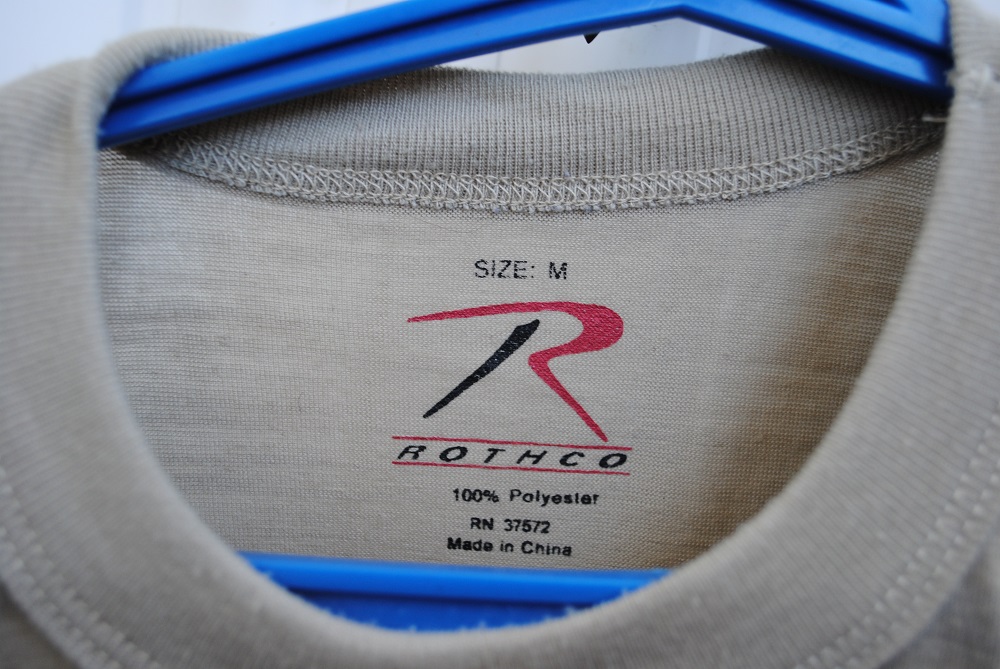 SIZE: M
R
ROTHCO
100% Polyester
RN 37572
Made in China